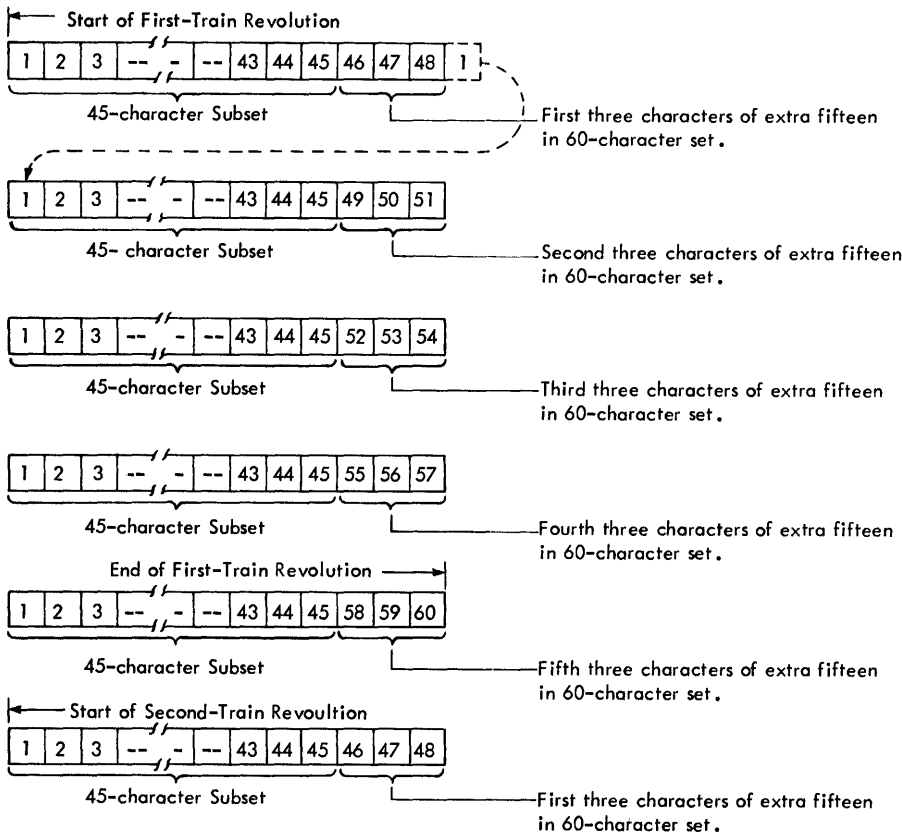 Start of First-Train Revolution
1 2 3 -- - -- 43 44 45 46 47 48 1
45-character Subset
First three characters of extra fifteen
in 60-character set.
1 2 3 -- - -- 43 44 45 49 50 51
45- character Subset
Second three characters of extra fifteen
in 60-character set.
1 2 3 -- - -- 43 44 45 52 53 54
45-character Subset
Third three characters of extra fifteen
in 60-character set.
1 2 3 -- - -- 43 44 45 55 56 57
45-character Subset
Fourth three characters of extra fifteen
in 60-character set.
End of First-Train Revolution
1 2 3 -- - -- 43 44 45 58 59 60
45-character Subset
Fifth three characters of extra fifteen
in 60-character set.
Start of Second-Train Revoultion
1 2 3 -- - -- 43 44 45 46 47 48
45-character Subset
First three characters of extra fifteen
in 60-character set.